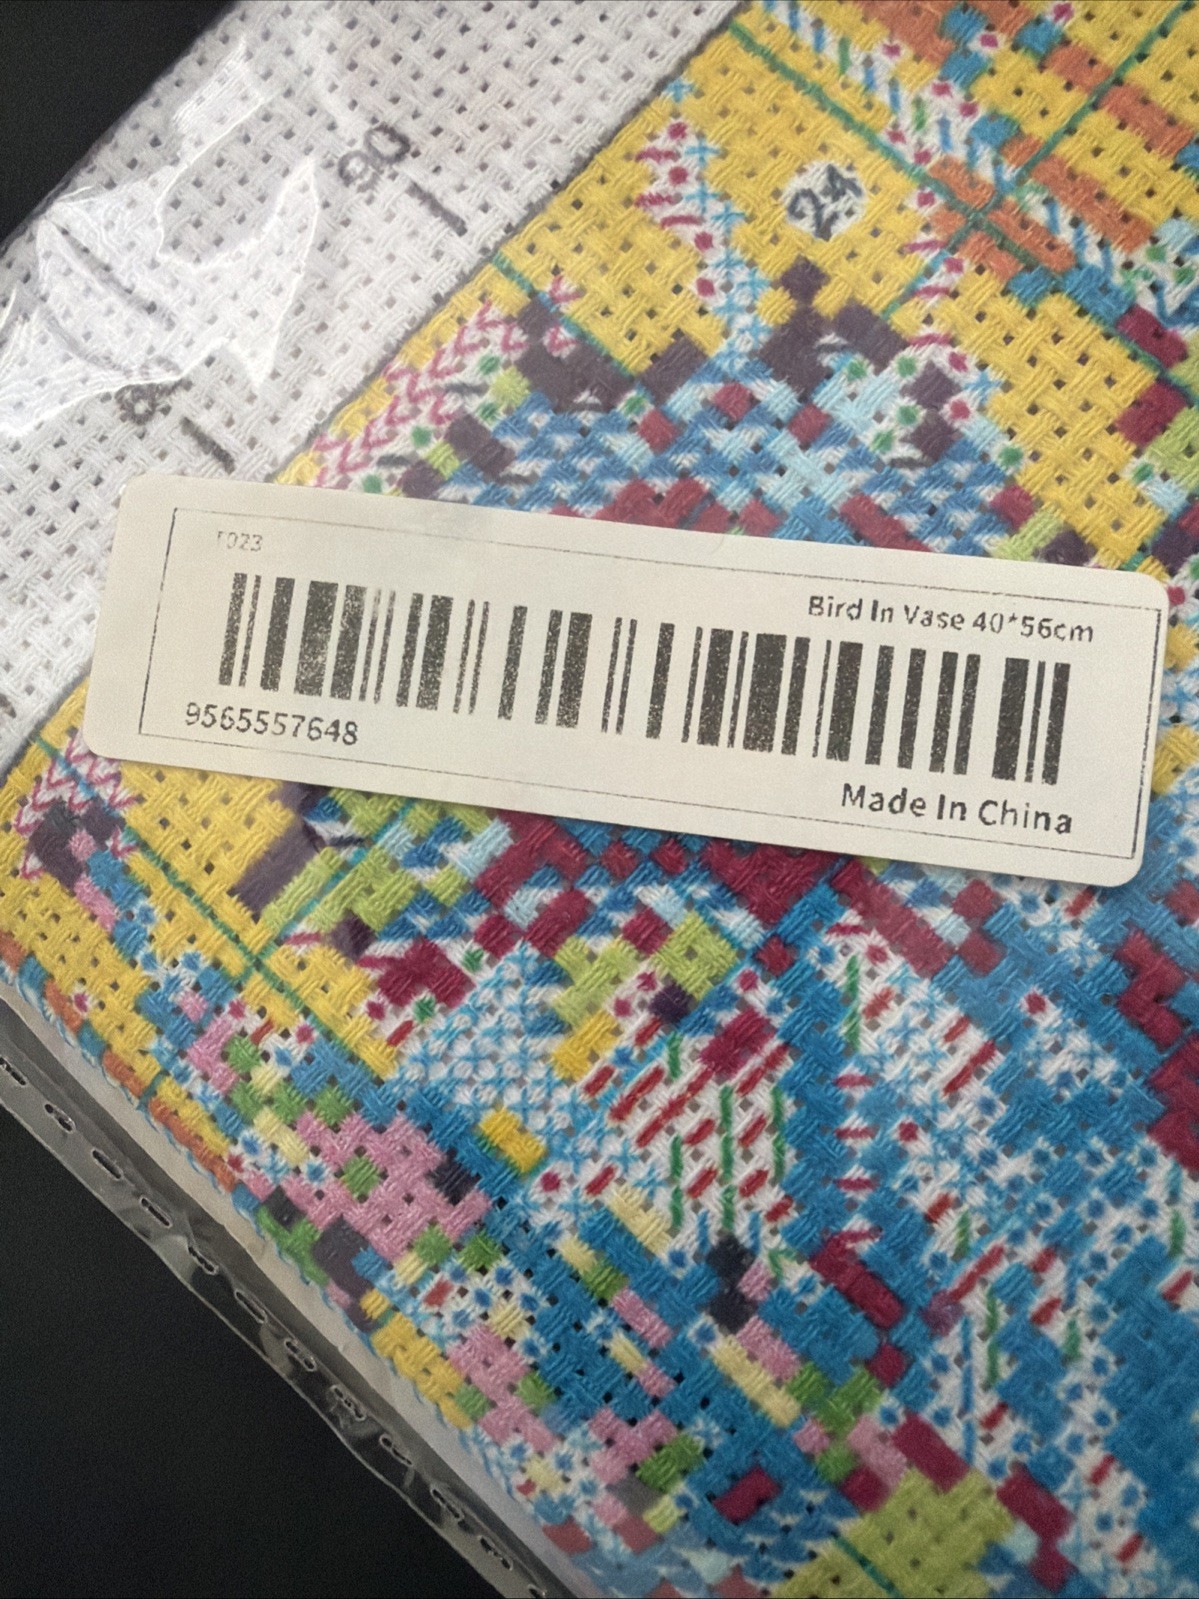 90
24
T023
Bird In Vase 40*56cm
9565557648
Made In China